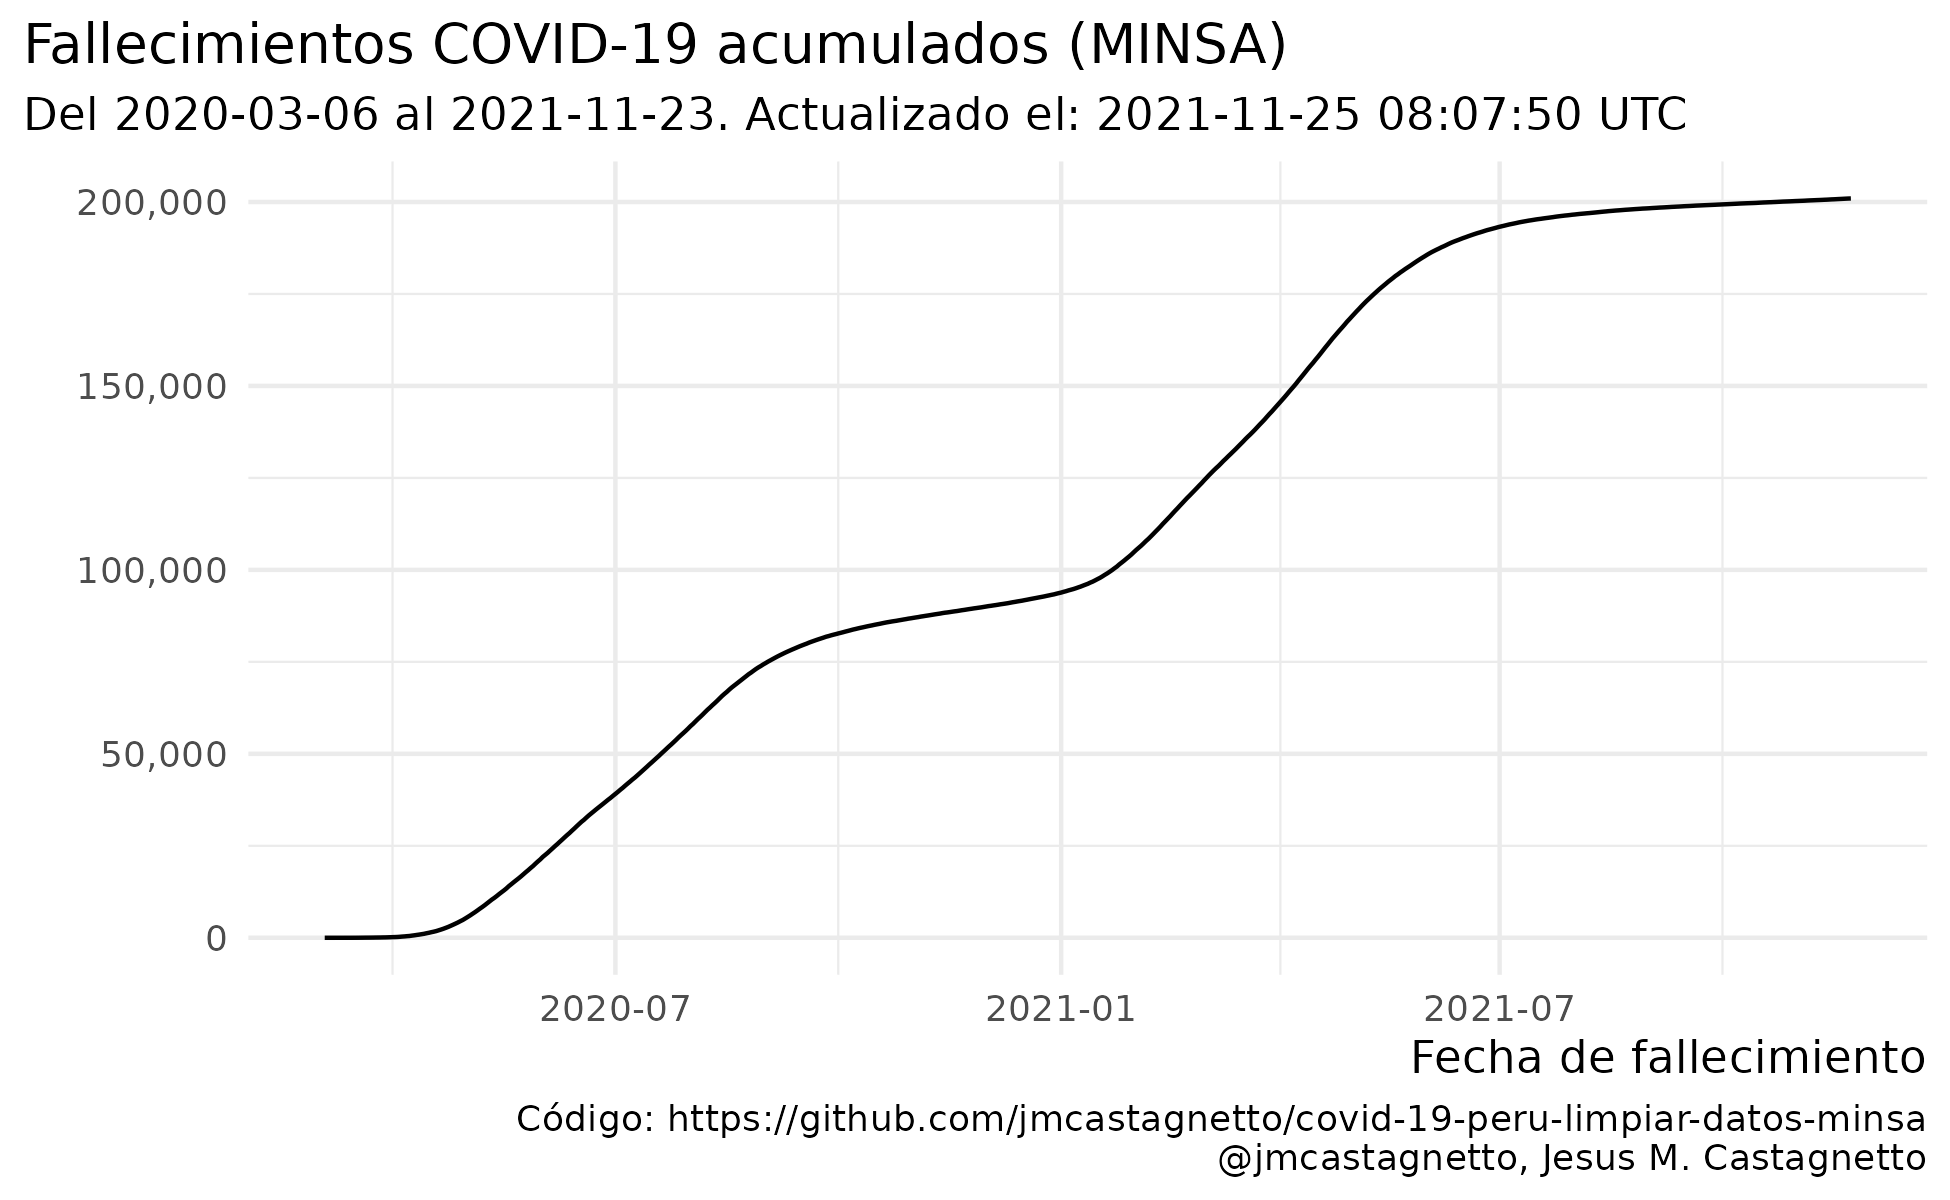 Fallecimientos COVID-19 acumulados (MINSA)
Del 2020-03-06 al 2021-11-23. Actualizado el: 2021-11-25 08:07:50 UTC
200,000
150,000
100,000
50,000
0
2020-07
2021-01
2021-07
Fecha de fallecimiento
Código: https://github.com/jmcastagnetto/covid-19-peru-limpiar-datos-minsa
@jmcastagnetto, Jesus M. Castagnetto